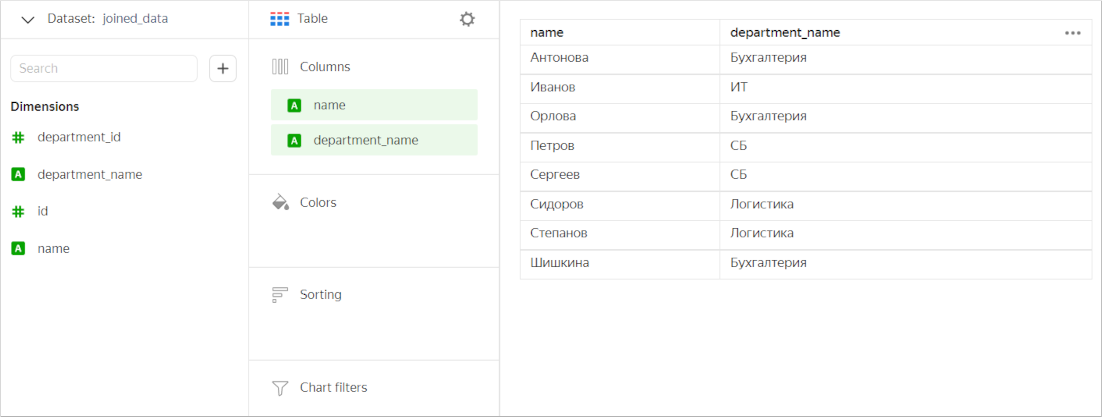 Dataset: joined_data
Search
Dimensions
department_id
department_name
id
name
Table
Columns
name
department_name
Colors
Sorting
Chart filters
name department_name
Антонова Бухгалтерия
Иванов ИТ
Орлова Бухгалтерия
Петров СБ
Сергеев СБ
Сидоров Логистика
Степанов Логистика
Шишкина Бухгалтерия